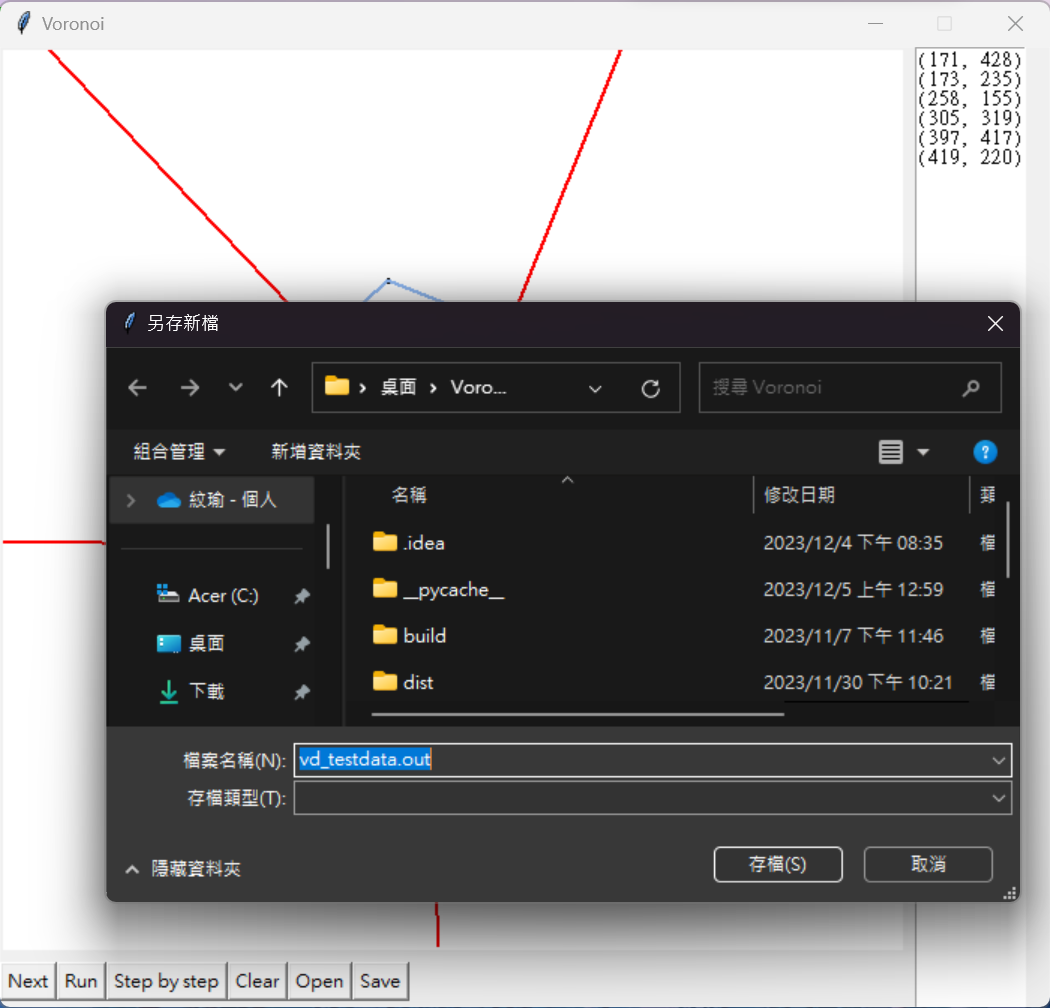 Voronoi
(171, 428)
(173, 235)
(258, 155)
(305, 319)
(397, 417)
(419, 220)
另存新檔
桌面 Voro...
搜尋 Voronoi
組合管理 新增資料夾
紋瑜 - 個人
Acer (C:)
桌面
下載
名稱 修改日期 類
.idea 2023/12/4 下午 08:35 檔
__pycache__ 2023/12/5 上午 12:59 檔
build 2023/11/7 下午 11:46 檔
dist 2023/11/30 下午 10:21 檔
檔案名稱(N): vd_testdata.out
存檔類型(T):
隱藏資料夾 存檔(S) 取消
Next Run Step by step Clear Open Save